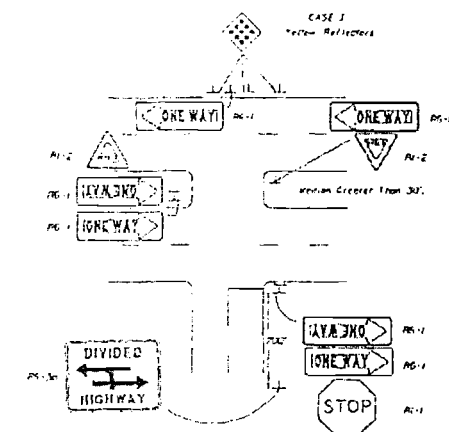 CASE I
Yellow Reflectors
ONE WAY R6-1
ONE WAY R6-1
R1-2
R1-2
R6-1 ONE WAY
Median Greater Than 30'.
R6-1 ONE WAY
ONE WAY R6-1
DIVIDED
ONE WAY R6-1
HIGHWAY
STOP R1-1